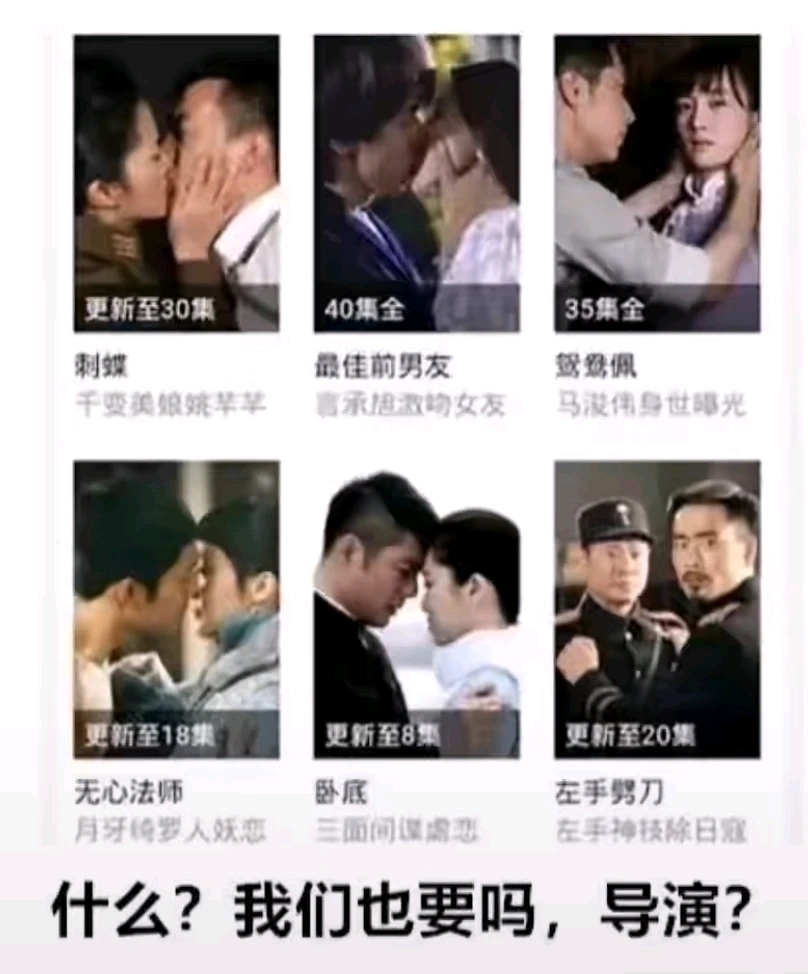 更新至30集
40集全
35集全
刺蝶
最佳前男友
鸳鸯佩
千变美娘姚芊芊
言承旭激吻女友
马浚伟身世曝光
更新至18集
更新至8集
更新至20集
无心法师
卧底
左手劈刀
月牙绮罗人妖恋
三面间谍虐恋
左手神技除日寇
什么?我们也要吗,导演?